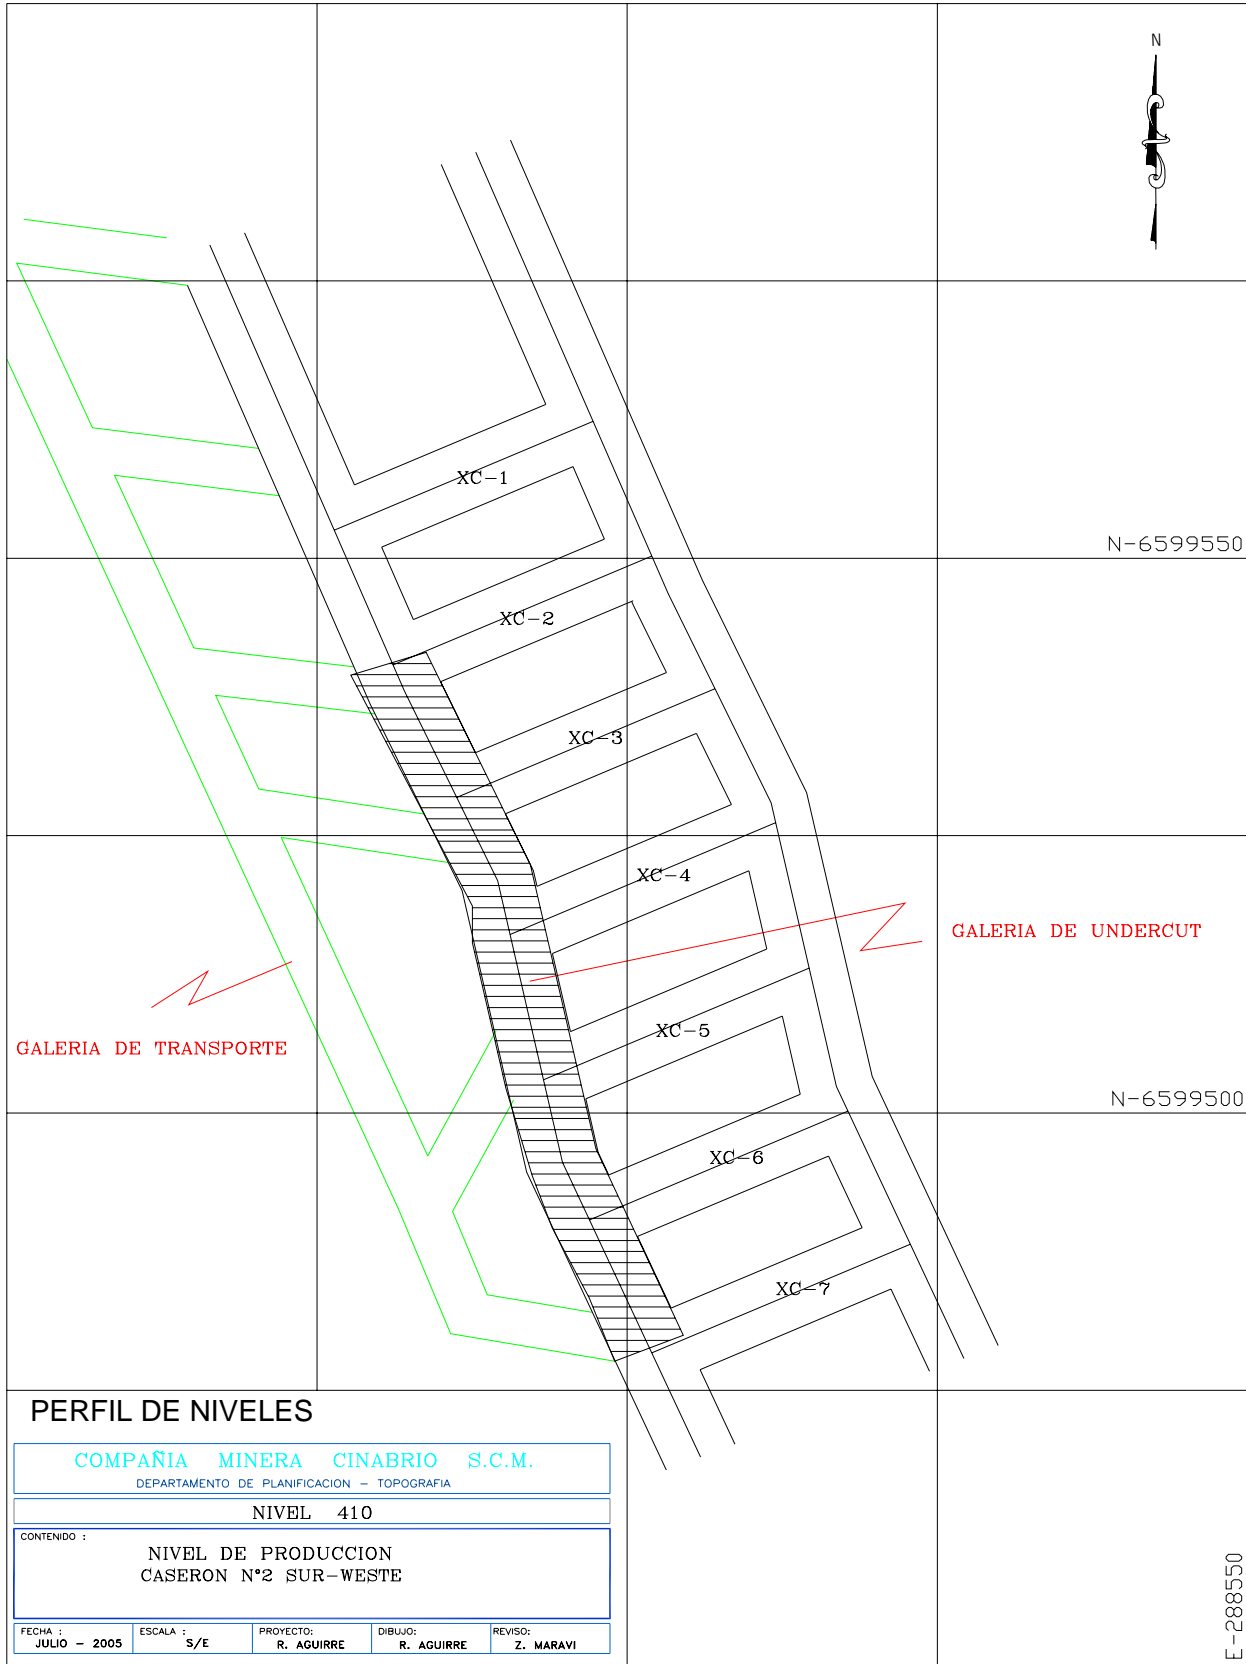 N
XC-1
N-6599550
XC-2
XC-3
XC-4
GALERIA DE UNDERCUT
XC-5
GALERIA DE TRANSPORTE
N-6599500
XC-6
XC-7
PERFIL DE NIVELES
COMPAÑIA MINERA CINABRIO S.C.M.
DEPARTAMENTO DE PLANIFICACION - TOPOGRAFIA
NIVEL 410
CONTENIDO :
NIVEL DE PRODUCCION
CASERON N°2 SUR-WESTE
FECHA : JULIO - 2005
ESCALA : S/E
PROYECTO: R. AGUIRRE
DIBUJO: R. AGUIRRE
REVISO: Z. MARAVI
E-288550